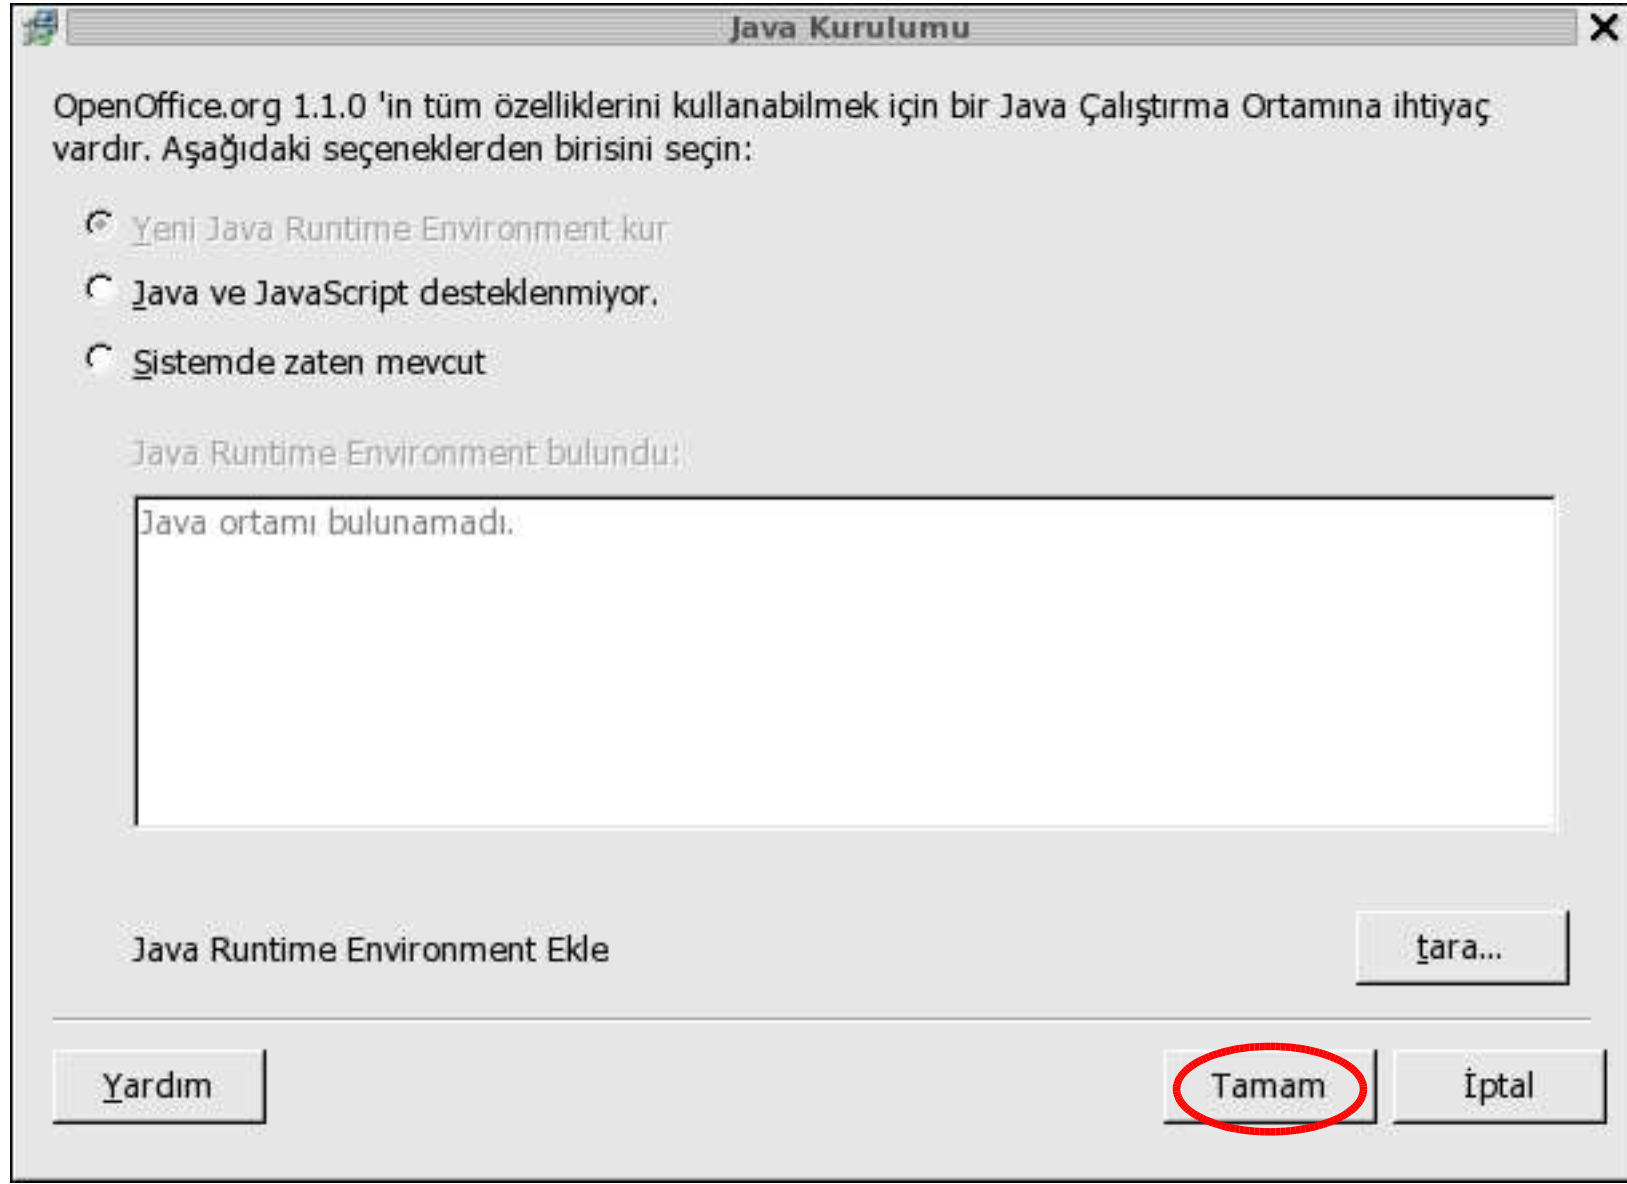 Java Kurulumu
OpenOffice.org 1.1.0 'in tüm özelliklerini kullanabilmek için bir Java Çalıştırma Ortamına ihtiyaç
vardır. Aşağıdaki seçeneklerden birisini seçin:
Yeni Java Runtime Environment kur
Java ve JavaScript desteklenmiyor.
Sistemde zaten mevcut
Java Runtime Environment bulundu:
Java ortamı bulunamadı.
Java Runtime Environment Ekle
tara...
Yardım
Tamam
İptal